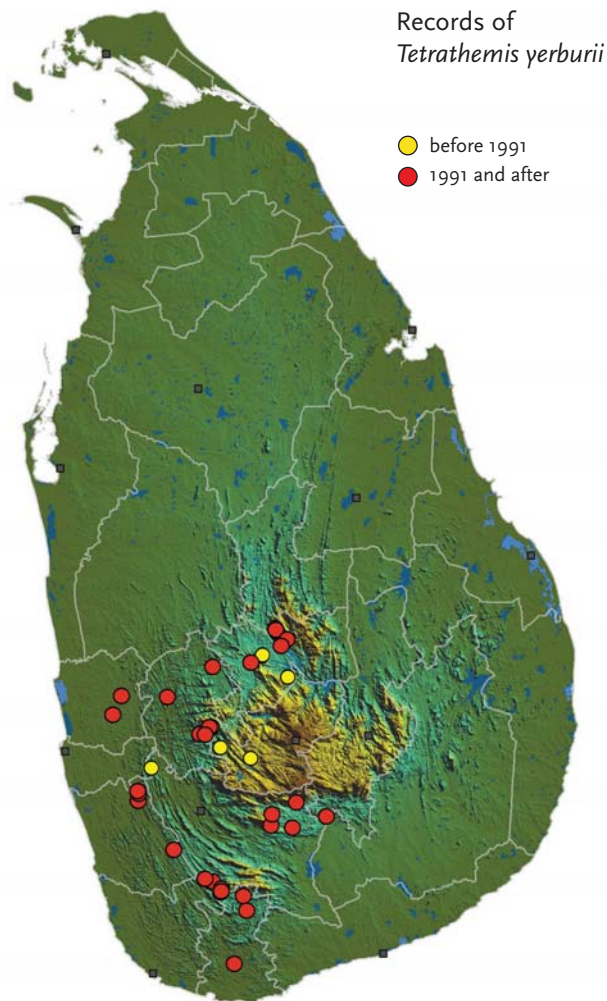 Records of
Tetrathemis yerburii
before 1991
1991 and after